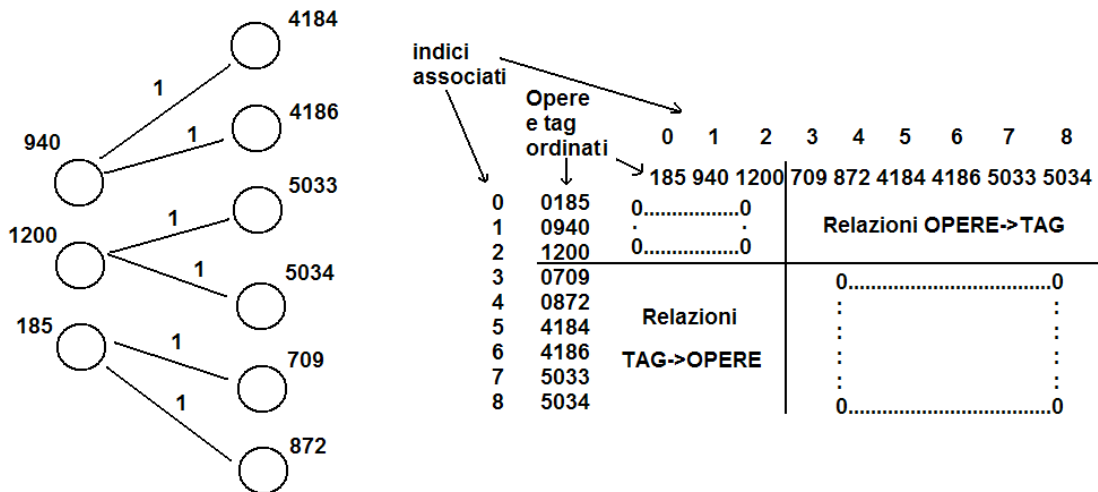 4184
1
4186
1
940
5033
1
1200
5034
1
185
709
1
1
872
indici
associati
Opere
e tag
ordinati
0 1 2 3 4 5 6 7 8
185 940 1200 709 872 4184 4186 5033 5034
0 0185 0..................0 Relazioni OPERE->TAG
1 0940 . .
2 1200 0..................0
3 0709 0...................................0
4 0872 : :
5 4184 Relazioni : :
6 4186 TAG->OPERE : :
7 5033 : :
8 5034 0...................................0